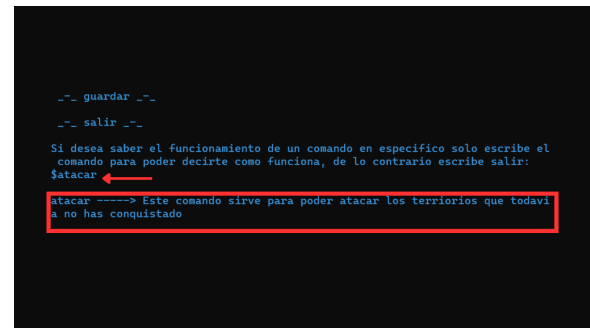 _-_ guardar _-_
_-_ salir _-_
Si desea saber el funcionamiento de un comando en especifico solo escribe el
comando para poder decirte como funciona, de lo contrario escribe salir:
$atacar
atacar -----> Este comando sirve para poder atacar los terriorios que todavi
a no has conquistado